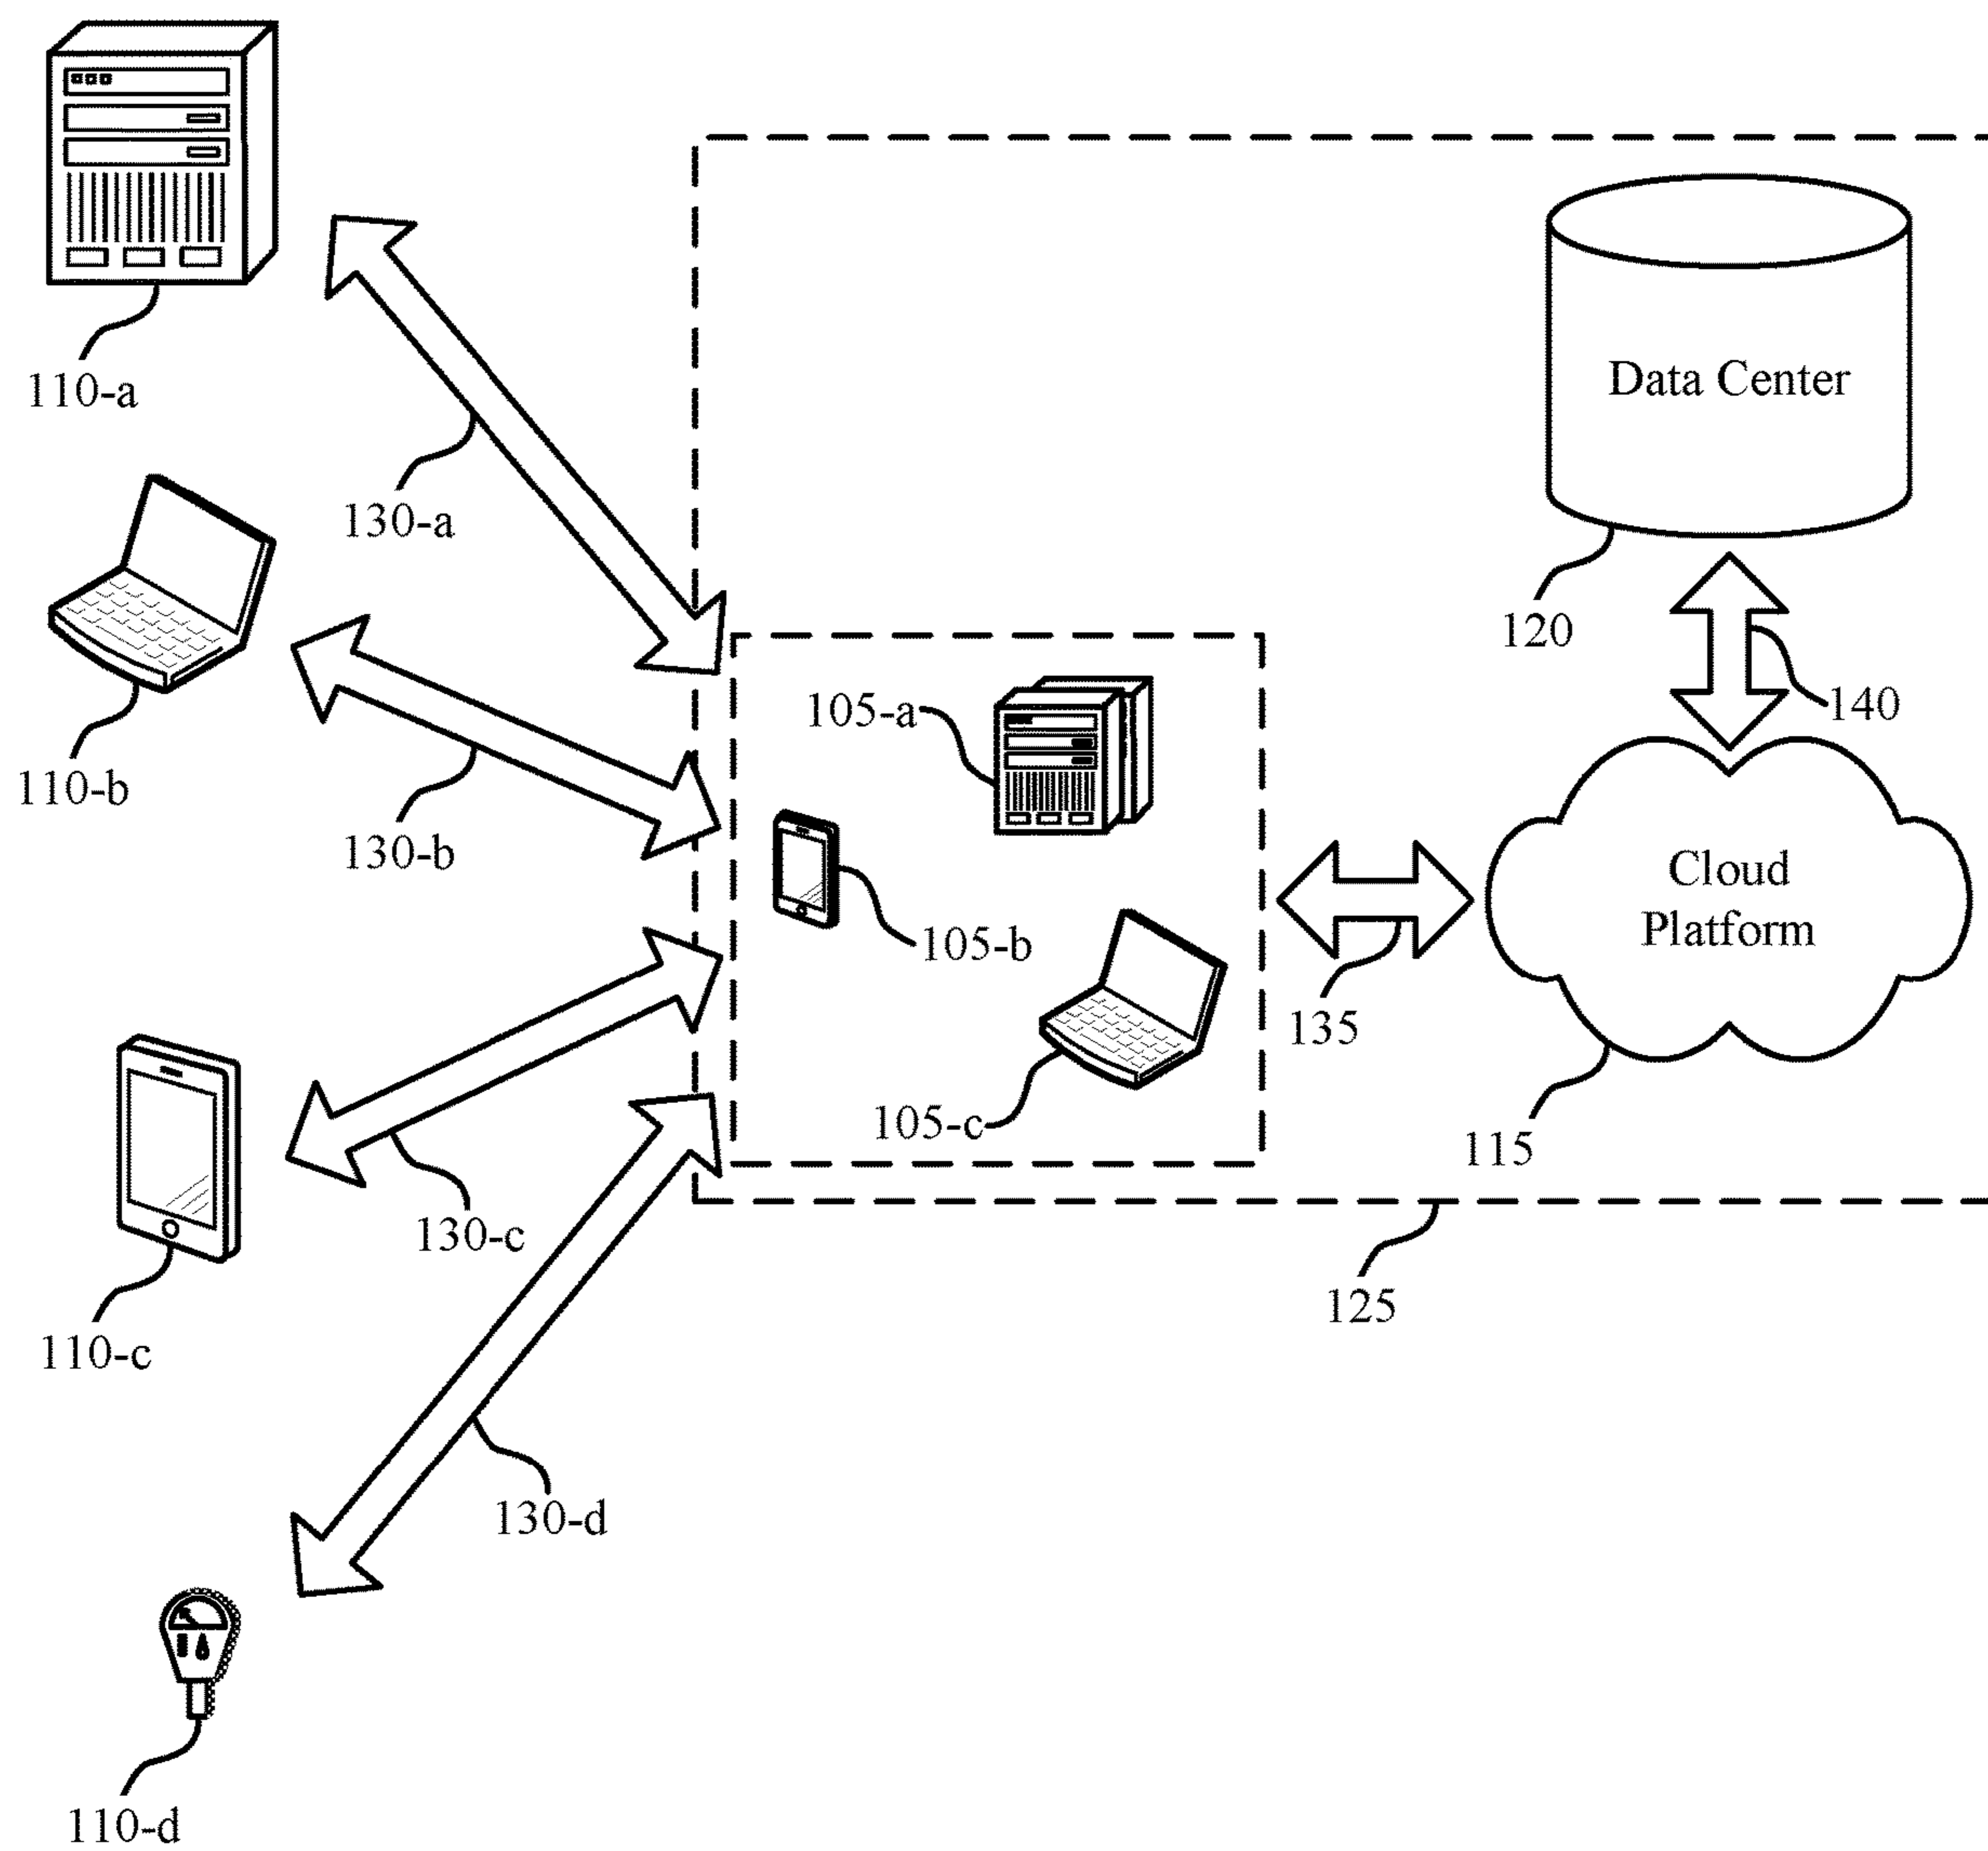 110-a
130-a
Data Center
120
140
110-b
130-b
105-a
105-b
105-c
Cloud
Platform
135
115
110-c
130-c
125
130-d
110-d